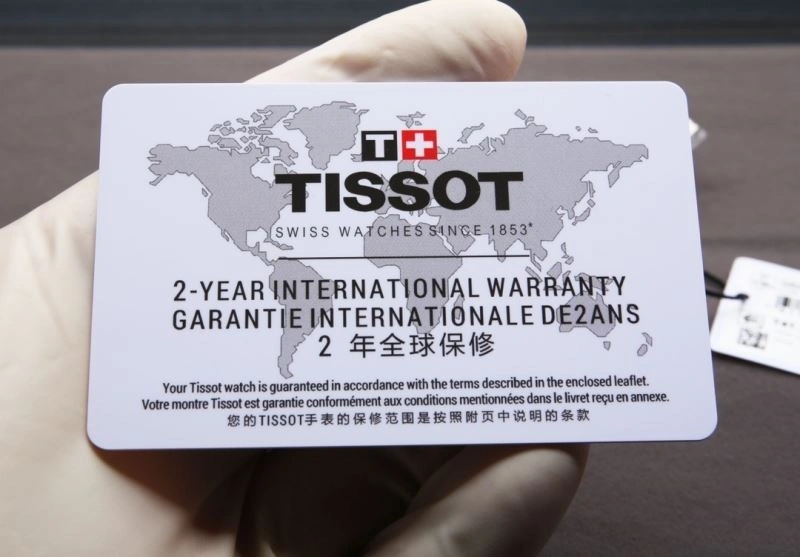 T+
TISSOT
SWISS WATCHES SINCE 1853*
2-YEAR INTERNATIONAL WARRANTY
GARANTIE INTERNATIONALE DE2ANS
2 年全球保修
Your Tissot watch is guaranteed in accordance with the terms described in the enclosed leaflet.
Votre montre Tissot est garantie conformément aux conditions mentionnées dans le livret reçu en annexe.
您的TISSOT手表的保修范围是按照附页中说明的条款